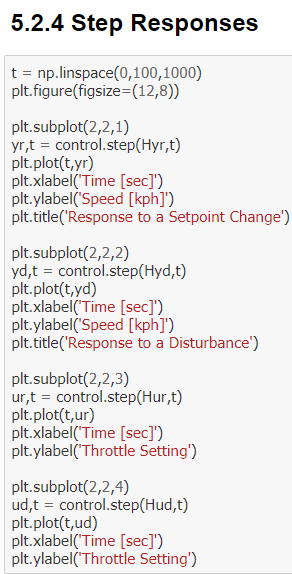 5.2.4 Step Responses
t = np.linspace(0,100,1000)
plt.figure(figsize=(12,8))
plt.subplot(2,2,1)
yr,t = control.step(Hyr,t)
plt.plot(t,yr)
plt.xlabel('Time [sec]')
plt.ylabel('Speed [kph]')
plt.title('Response to a Setpoint Change')
plt.subplot(2,2,2)
yd,t = control.step(Hyd,t)
plt.plot(t,yd)
plt.xlabel('Time [sec]')
plt.ylabel('Speed [kph]')
plt.title('Response to a Disturbance')
plt.subplot(2,2,3)
ur,t = control.step(Hur,t)
plt.plot(t,ur)
plt.xlabel('Time [sec]')
plt.ylabel('Throttle Setting')
plt.subplot(2,2,4)
ud,t = control.step(Hud,t)
plt.plot(t,ud)
plt.xlabel('Time [sec]')
plt.ylabel('Throttle Setting')